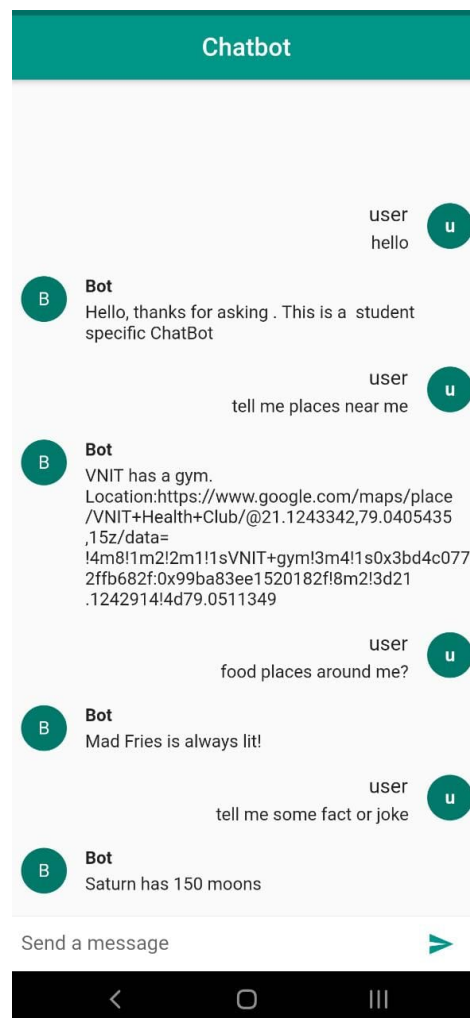 Chatbot
user
u
hello
B
Bot
Hello, thanks for asking . This is a  student
specific ChatBot
user
u
tell me places near me
B
Bot
VNIT has a gym.
Location:https://www.google.com/maps/place
/VNIT+Health+Club/@21.1243342,79.0405435
,15z/data=
!4m8!1m2!2m1!1sVNIT+gym!3m4!1s0x3bd4c077
2ffb682f:0x99ba83ee1520182f!8m2!3d21
.1242914!4d79.0511349
user
u
food places around me?
B
Bot
Mad Fries is always lit!
user
u
tell me some fact or joke
B
Bot
Saturn has 150 moons
Send a message